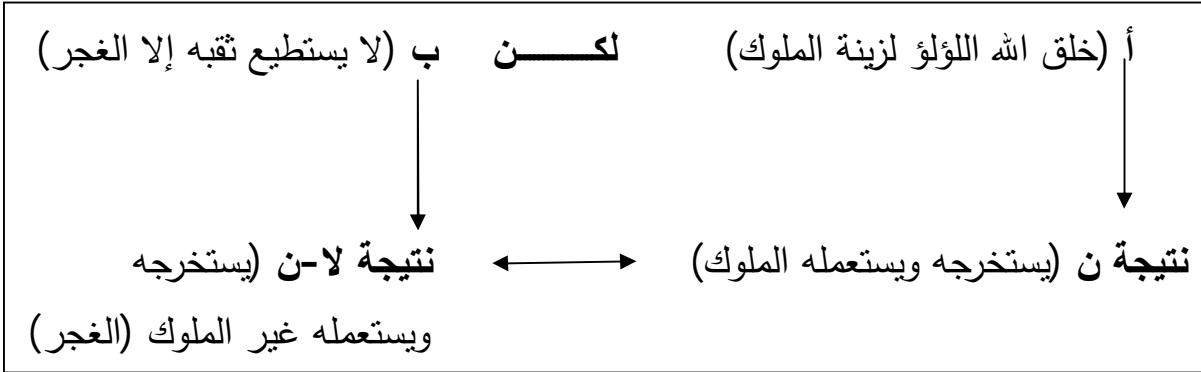 أ (خلق الله اللؤلؤ لزينة الملوك) لكـــــــن ب (لا يستطيع ثقبه إلا الغجر)
نتيجة ن (يستخرجه ويستعمله الملوك) نتيجة لا-ن (يستخرجه
ويستعمله غير الملوك (الغجر)